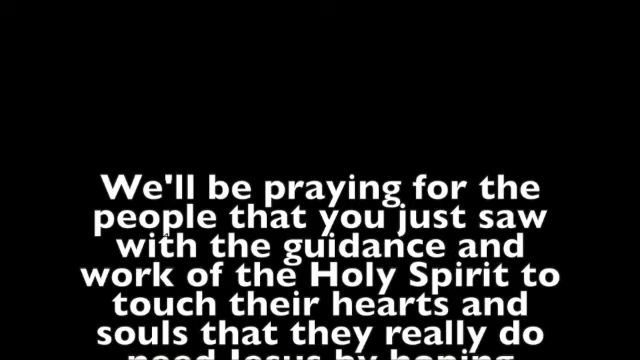 We'll be praying for the
people that you just saw
with the guidance and
work of the Holy Spirit to
touch their hearts and
souls that they really do
need Jesus by hoping